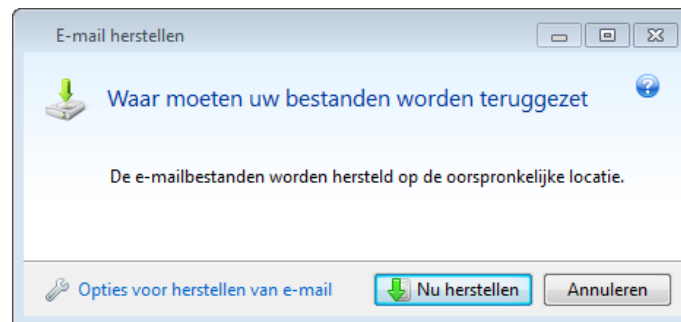 E-mail herstellen
Waar moeten uw bestanden worden teruggezet
De e-mailbestanden worden hersteld op de oorspronkelijke locatie.
Opties voor herstellen van e-mail
Nu herstellen
Annuleren